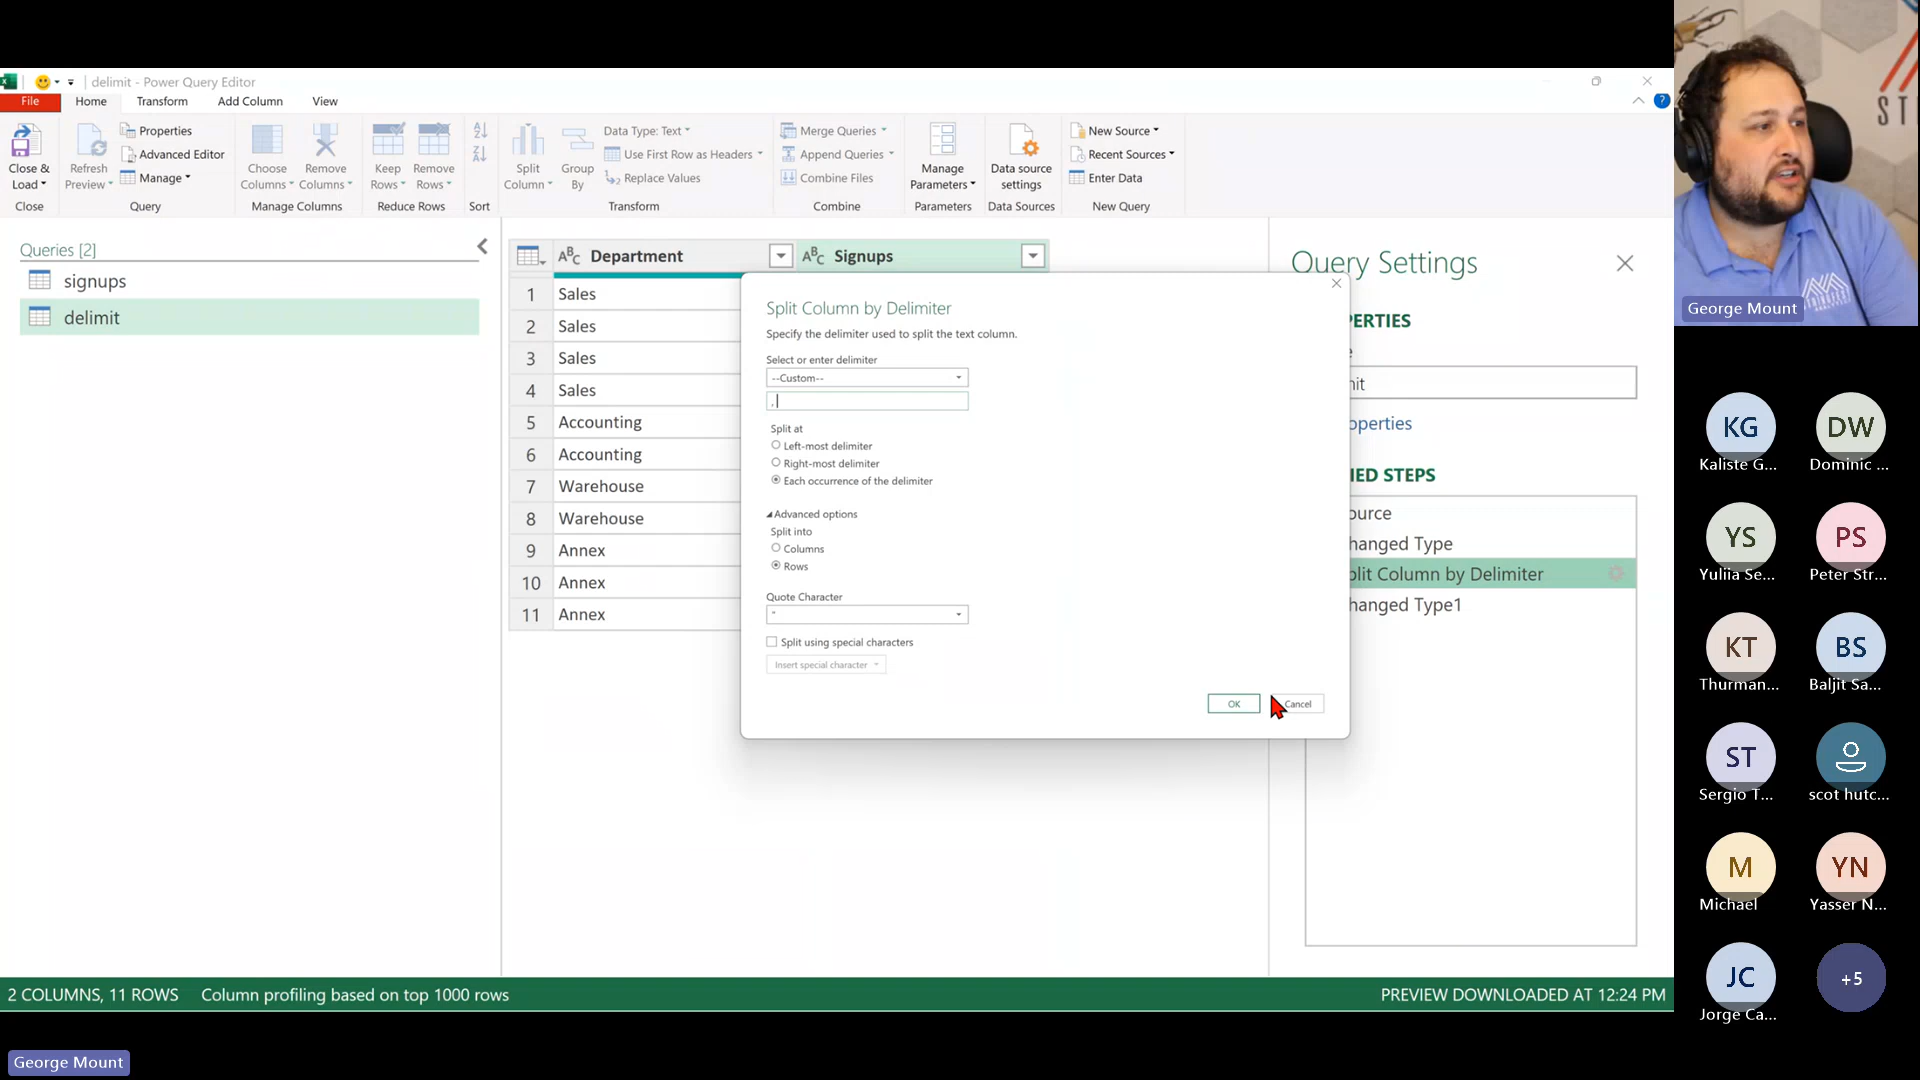 delimit - Power Query Editor
File
Home
Transform
Add Column
View
Close &
Load
Close
Refresh
Preview
Properties
Advanced Editor
Manage
Query
Choose
Columns
Remove
Columns
Manage Columns
Keep
Rows
Remove
Rows
Reduce Rows
Sort
Split
Column
Group
By
Data Type: Text
Use First Row as Headers
Replace Values
Transform
Merge Queries
Append Queries
Combine Files
Combine
Manage
Parameters
Parameters
Data source
settings
Data Sources
New Source
Recent Sources
Enter Data
New Query
Queries [2]
signups
delimit
Department
Signups
1 Sales
2 Sales
3 Sales
4 Sales
5 Accounting
6 Accounting
7 Warehouse
8 Warehouse
9 Annex
10 Annex
11 Annex
Split Column by Delimiter
Specify the delimiter used to split the text column.
Select or enter delimiter
--Custom--
,
Split at
Left-most delimiter
Right-most delimiter
Each occurrence of the delimiter
Advanced options
Split into
Columns
Rows
Quote Character
"
Split using special characters
Insert special character
OK
Cancel
Query Settings
PERTIES
e
nit
operties
IED STEPS
ource
hanged Type
plit Column by Delimiter
hanged Type1
2 COLUMNS, 11 ROWS
Column profiling based on top 1000 rows
PREVIEW DOWNLOADED AT 12:24 PM
George Mount
ST
George Mount
KG
Kaliste G...
DW
Dominic ...
YS
Yuliia Se...
PS
Peter Str...
KT
Thurman...
BS
Baljit Sa...
ST
Sergio T...
scot hutc...
M
Michael
YN
Yasser N...
JC
Jorge Ca...
+5